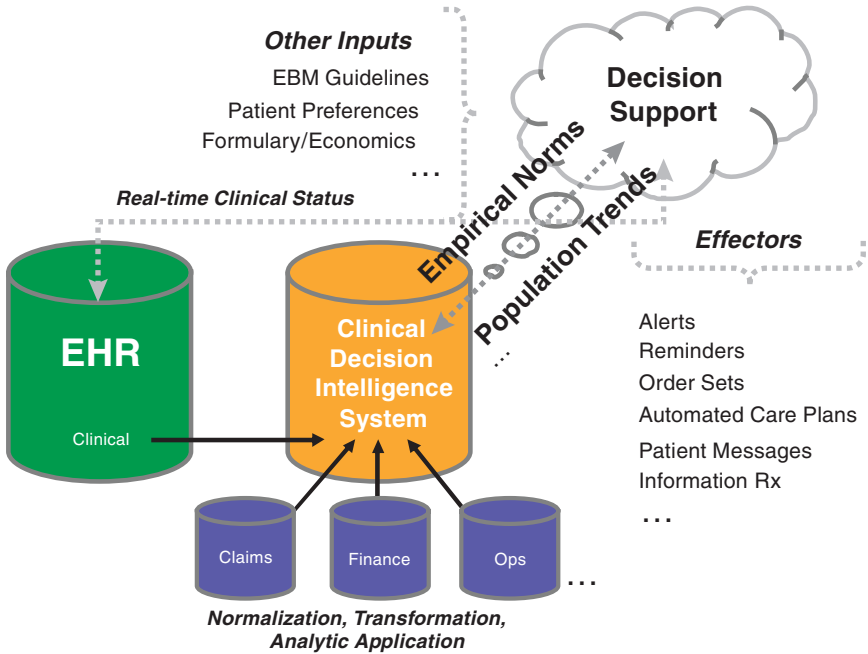 Other Inputs
EBM Guidelines
Patient Preferences
Formulary/Economics
...
Decision
Support
Real-time Clinical Status
Empirical Norms
Population Trends
...
Effectors
Alerts
Reminders
Order Sets
Automated Care Plans
Patient Messages
Information Rx
...
EHR
Clinical
Clinical
Decision
Intelligence
System
Claims
Finance
Ops
...
Normalization, Transformation,
Analytic Application